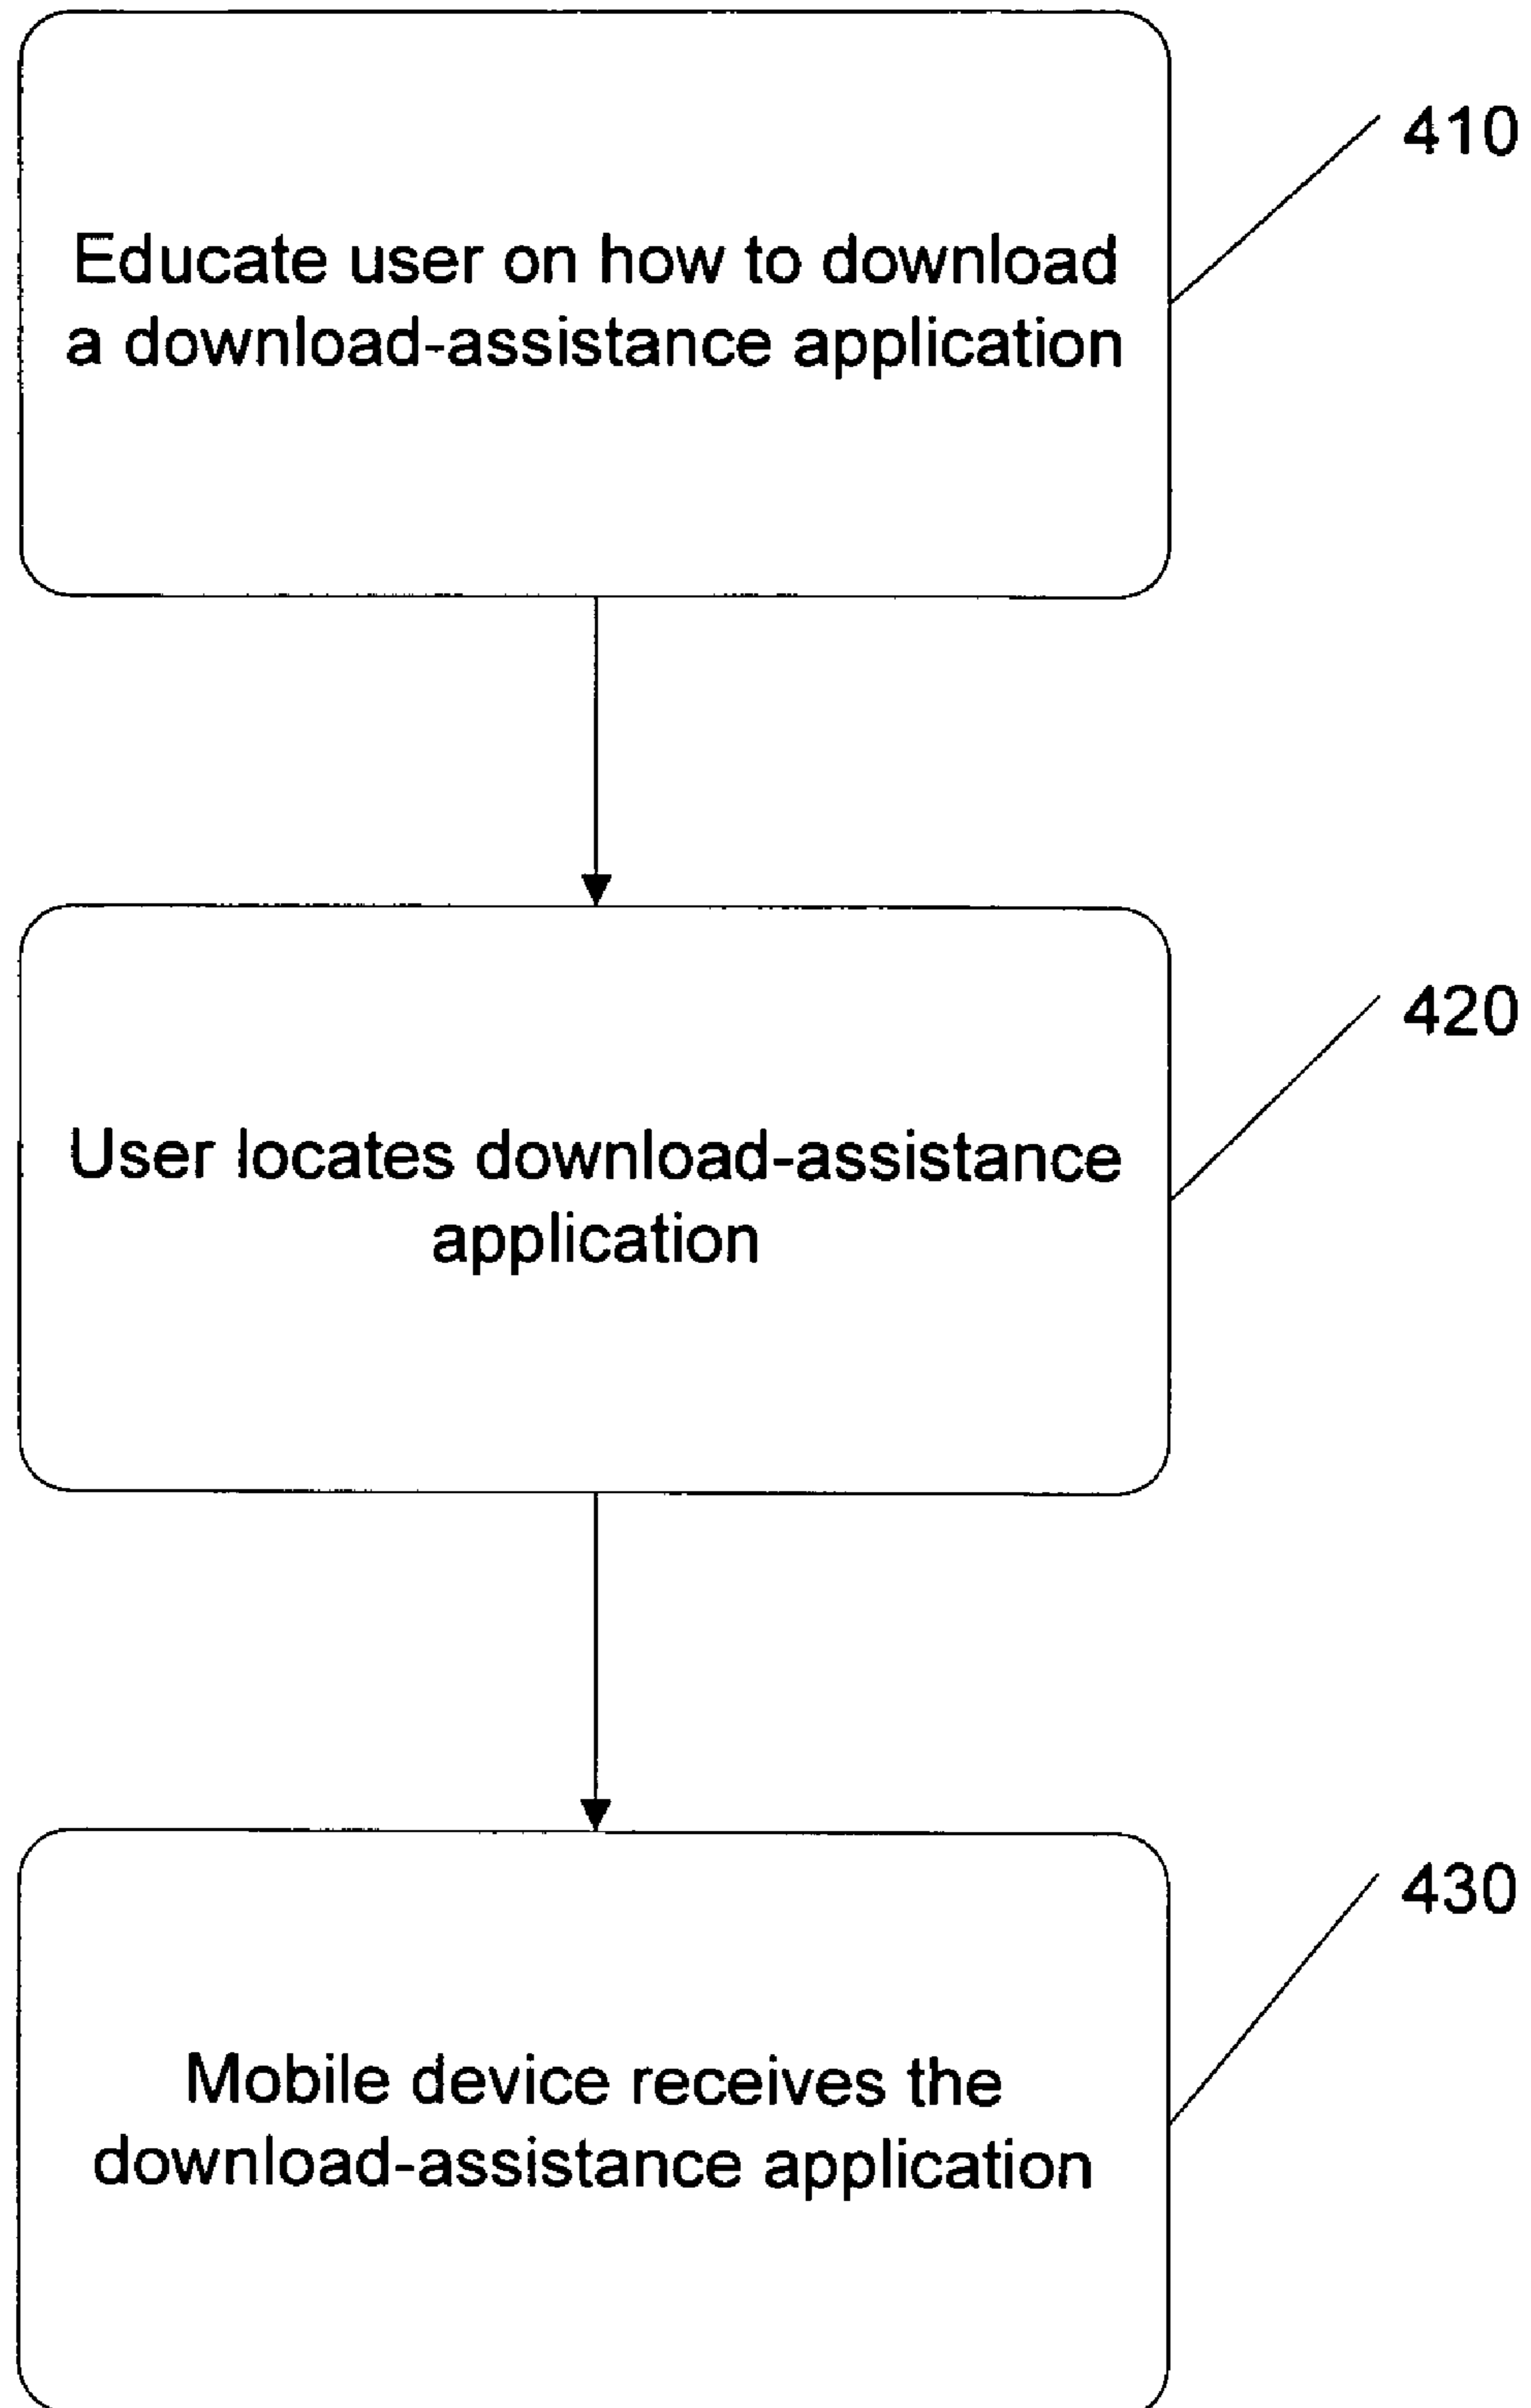 410
Educate user on how to download
a download-assistance application
420
User locates download-assistance
application
430
Mobile device receives the
download-assistance application